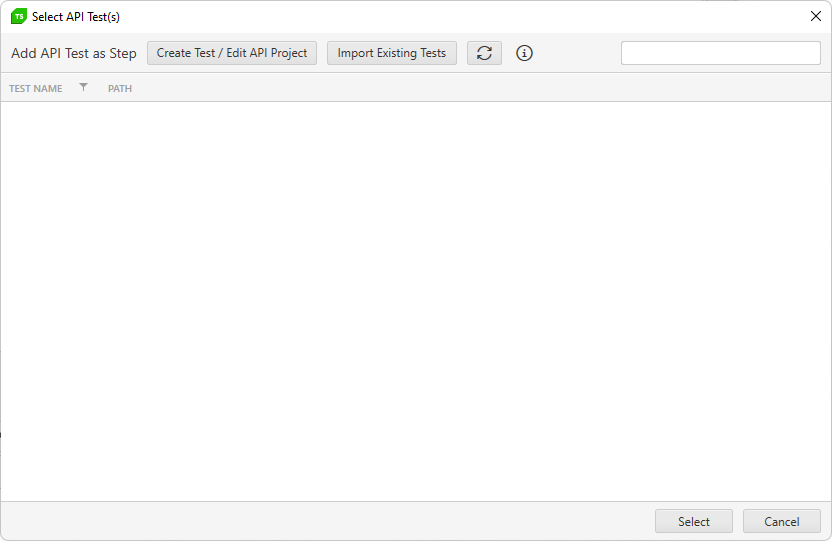 TS Select API Test(s)
Add API Test as Step Create Test / Edit API Project Import Existing Tests
TEST NAME PATH
Select Cancel